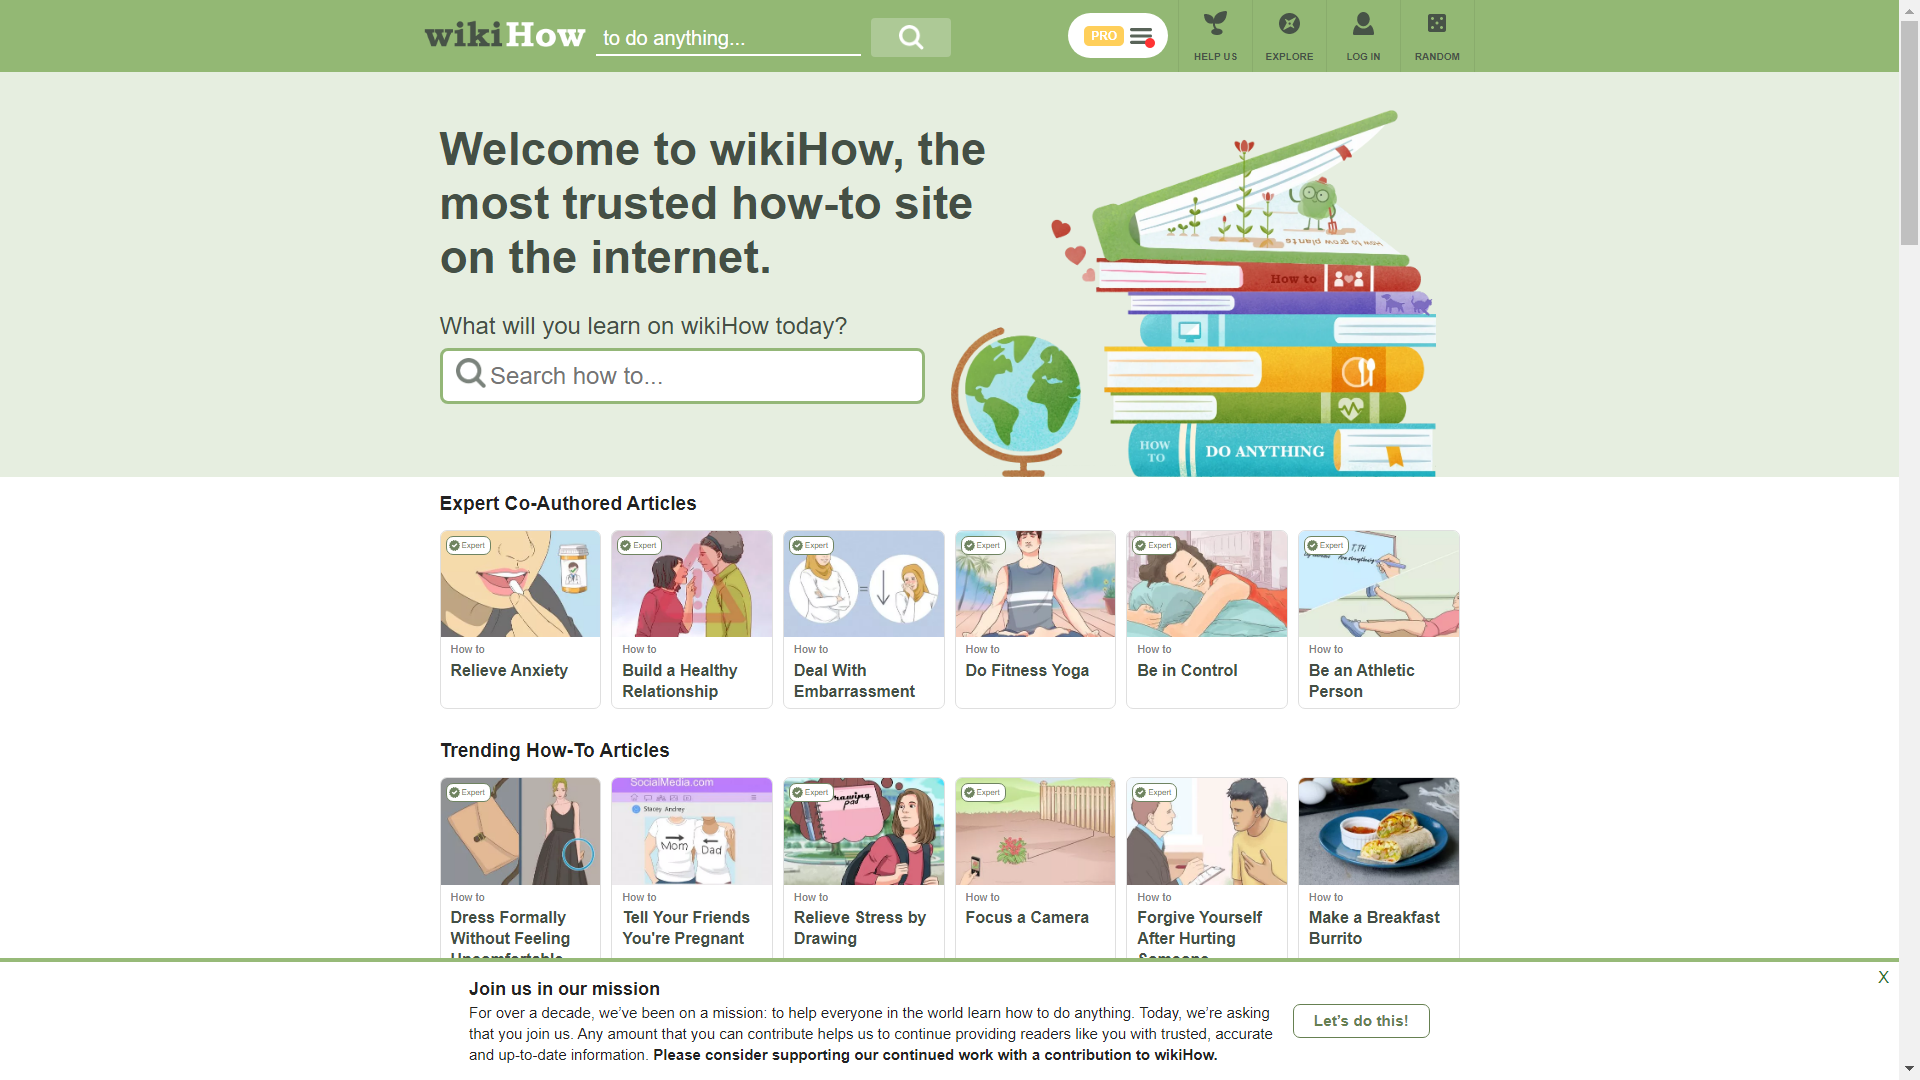 wikiHow
to do anything...
PRO
HELP US
EXPLORE
LOG IN
RANDOM
Welcome to wikiHow, the
most trusted how-to site
on the internet.
What will you learn on wikiHow today?
Search how to...
how to grow plants
How to
HOW
TO
DO ANYTHING
Expert Co-Authored Articles
Expert
Expert
Expert
Expert
Expert
Expert
How to
Relieve Anxiety
How to
Build a Healthy
Relationship
How to
Deal With
Embarrassment
How to
Do Fitness Yoga
How to
Be in Control
How to
Be an Athletic
Person
Trending How-To Articles
Expert
SocialMedia.com
Stacey Andrey
Mom
Dad
Expert
Drawing
pad
Expert
Expert
How to
Dress Formally
Without Feeling
Uncomfortable
How to
Tell Your Friends
You're Pregnant
How to
Relieve Stress by
Drawing
How to
Focus a Camera
How to
Forgive Yourself
After Hurting
Someone
How to
Make a Breakfast
Burrito
X
Join us in our mission
For over a decade, we’ve been on a mission: to help everyone in the world learn how to do anything. Today, we’re asking
that you join us. Any amount that you can contribute helps us to continue providing readers like you with trusted, accurate
and up-to-date information. Please consider supporting our continued work with a contribution to wikiHow.
Let’s do this!